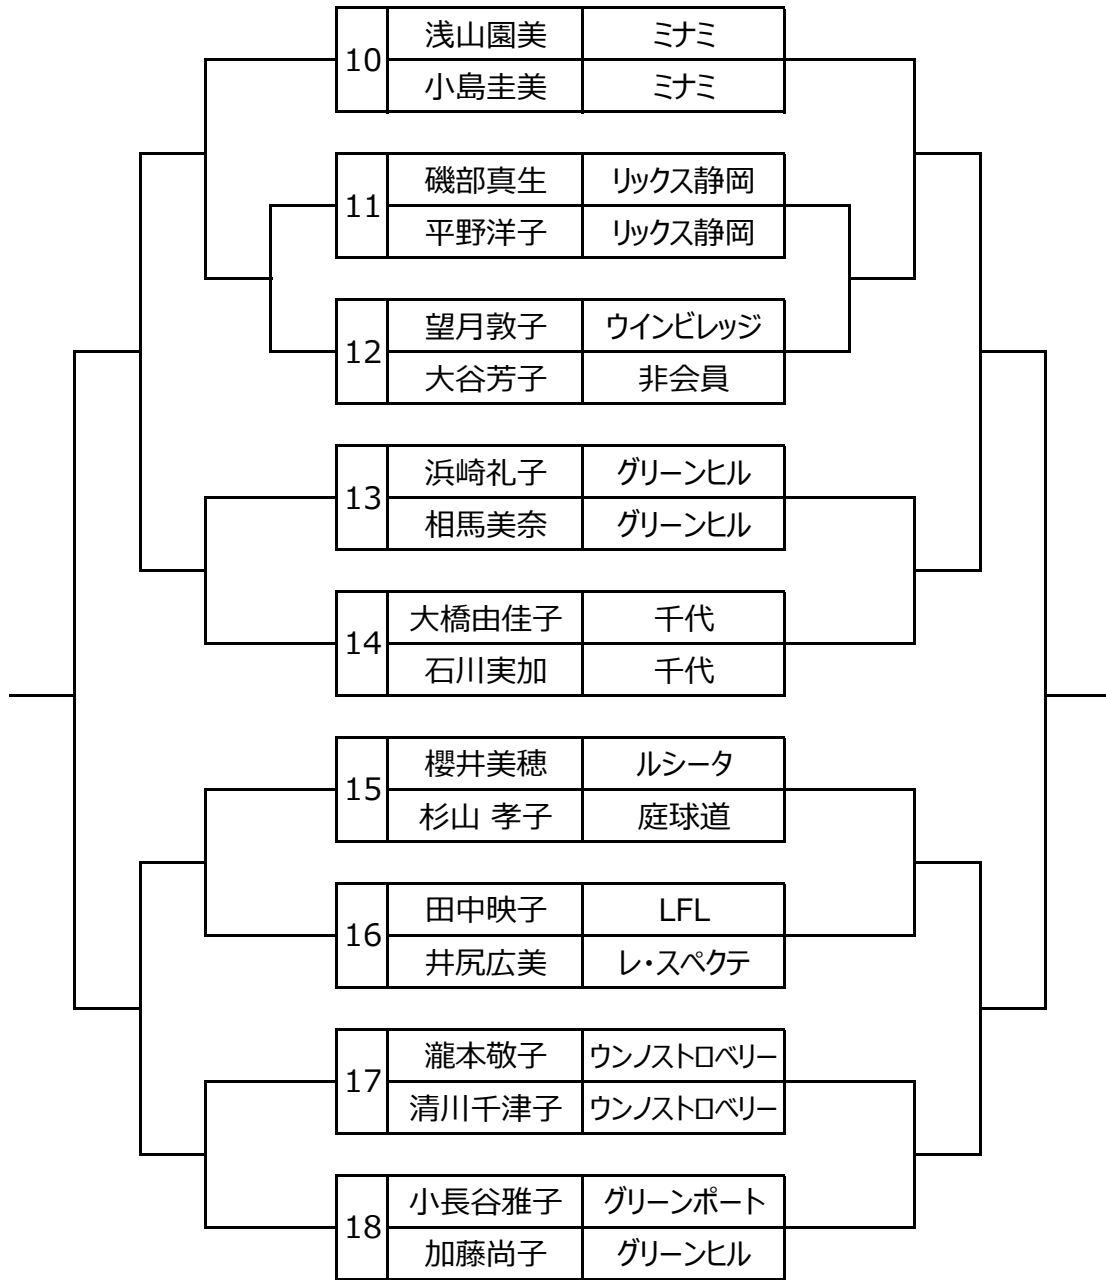 10 浅山園美 ミナミ
小島圭美 ミナミ
11 磯部真生 リックス静岡
平野洋子 リックス静岡
12 望月敦子 ウインビレッジ
大谷芳子 非会員
13 浜崎礼子 グリーンヒル
相馬美奈 グリーンヒル
14 大橋由佳子 千代
石川実加 千代
15 櫻井美穂 ルシータ
杉山 孝子 庭球道
16 田中映子 LFL
井尻広美 レ・スペクテ
17 瀧本敬子 ウンノストロベリー
清川千津子 ウンノストロベリー
18 小長谷雅子 グリーンポート
加藤尚子 グリーンヒル